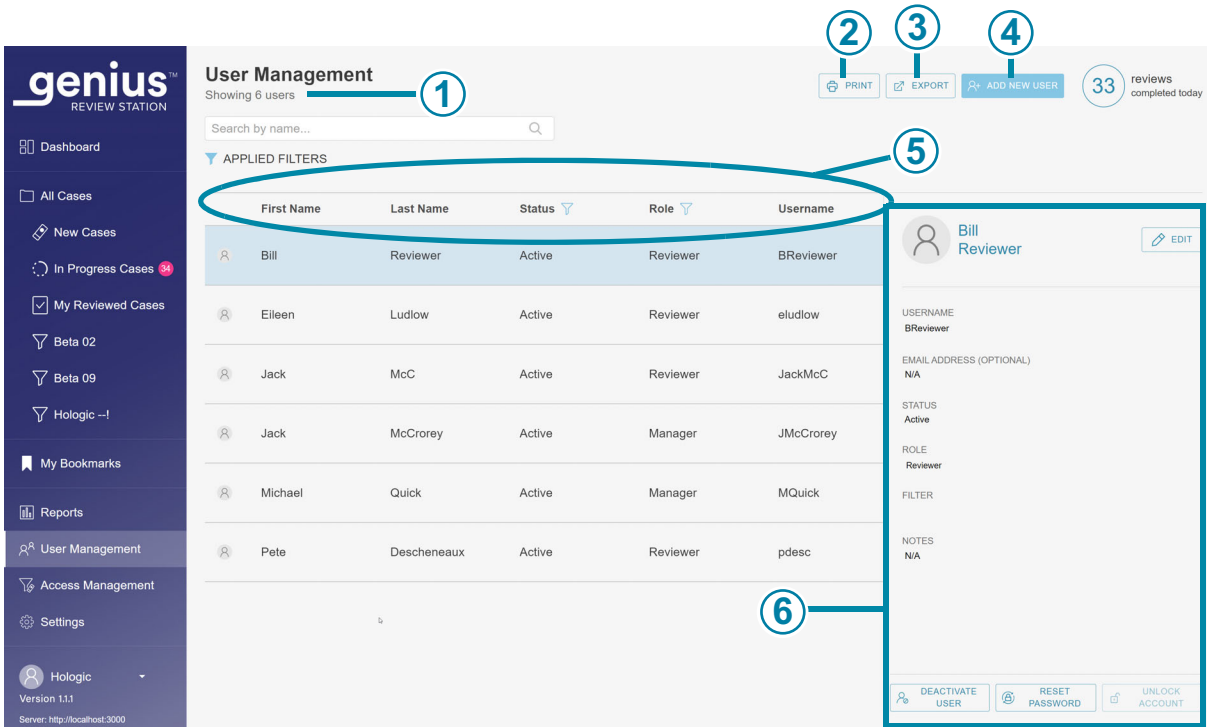 2
3
4
genius™
REVIEW STATION
User Management
Showing 6 users
1
PRINT
EXPORT
ADD NEW USER
33
reviews
completed today
Search by name...
APPLIED FILTERS
5
Dashboard
All Cases
New Cases
In Progress Cases 34
My Reviewed Cases
Beta 02
Beta 09
Hologic --!
My Bookmarks
Reports
User Management
Access Management
Settings
Hologic
Version 1.1.1
Server: http://localhost:3000
First Name Last Name Status Role Username
Bill Reviewer Active Reviewer BReviewer
Eileen Ludlow Active Reviewer eludlow
Jack McC Active Reviewer JackMcC
Jack McCrorey Active Manager JMcCrorey
Michael Quick Active Manager MQuick
Pete Descheneaux Active Reviewer pdesc
Bill
Reviewer
EDIT
USERNAME
BReviewer
EMAIL ADDRESS (OPTIONAL)
N/A
STATUS
Active
ROLE
Reviewer
FILTER
NOTES
N/A
6
DEACTIVATE
USER
RESET
PASSWORD
UNLOCK
ACCOUNT